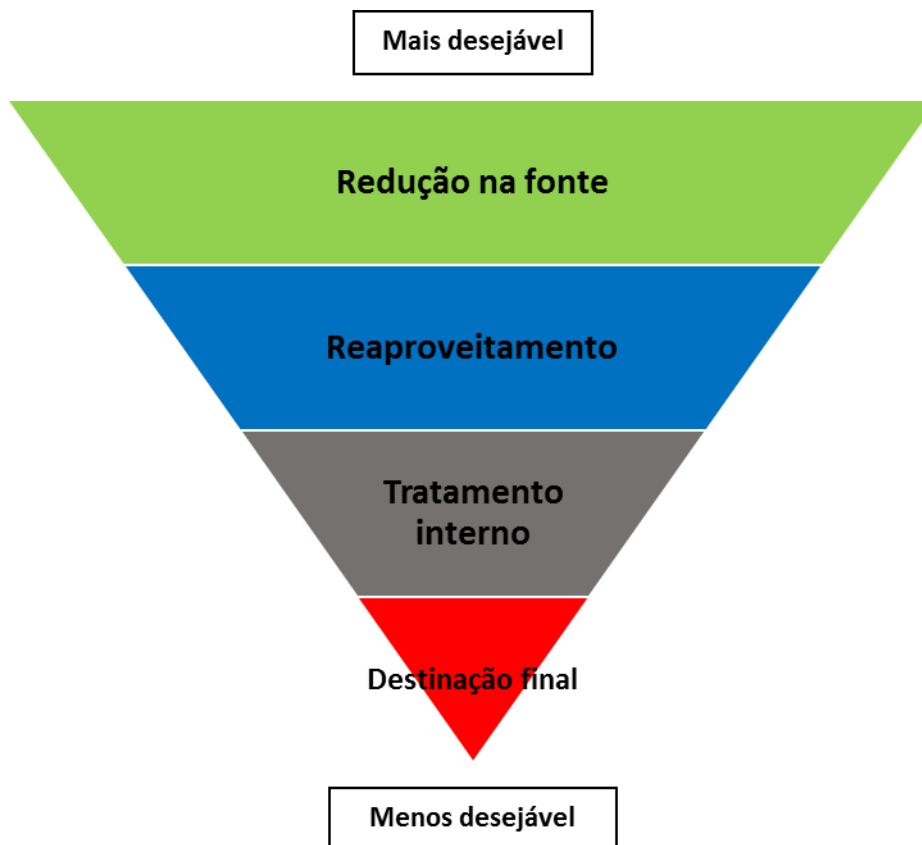 Mais desejável
Redução na fonte
Reaproveitamento
Tratamento
interno
Destinação final
Menos desejável